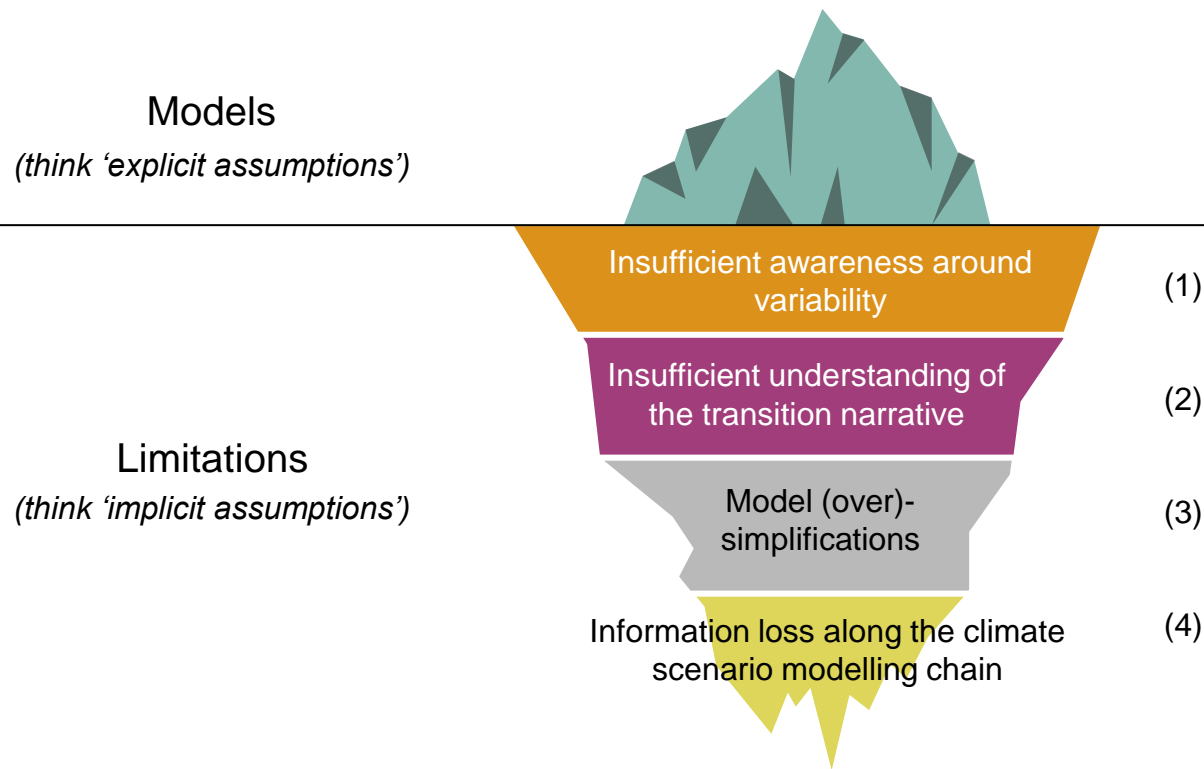 Models
(think ‘explicit assumptions’)
Insufficient awareness around
variability
(1)
Insufficient understanding of
the transition narrative
(2)
Limitations
(think ‘implicit assumptions’)
Model (over)-
simplifications
(3)
Information loss along the climate
scenario modelling chain
(4)